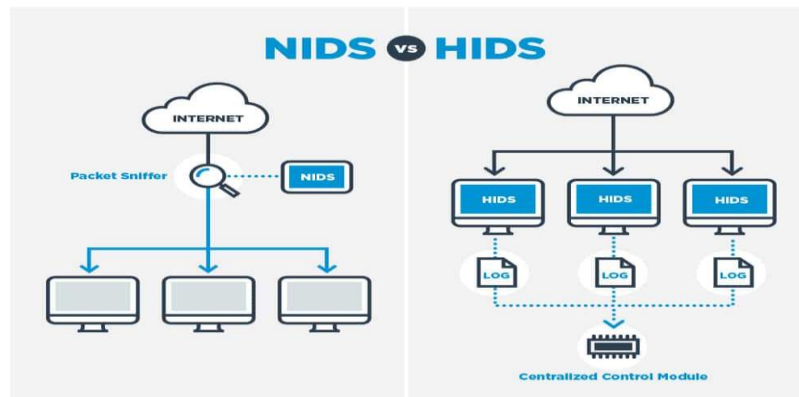 NIDS vs HIDS
INTERNET
Packet Sniffer
NIDS
INTERNET
HIDS
HIDS
HIDS
LOG
LOG
LOG
Centralized Control Module